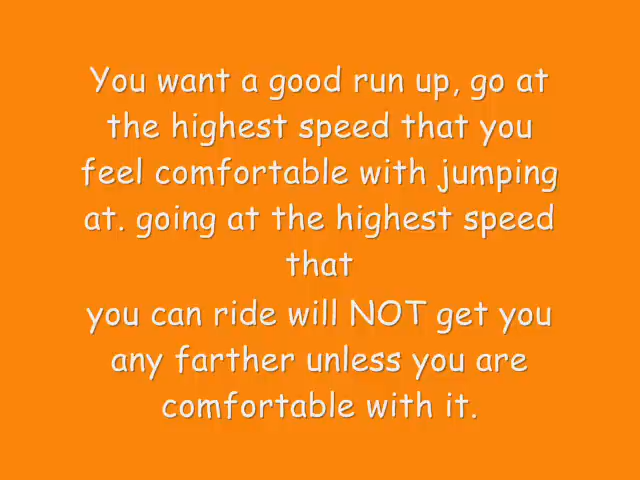 You want a good run up, go at
the highest speed that you
feel comfortable with jumping
at. going at the highest speed
that
you can ride will NOT get you
any farther unless you are
comfortable with it.